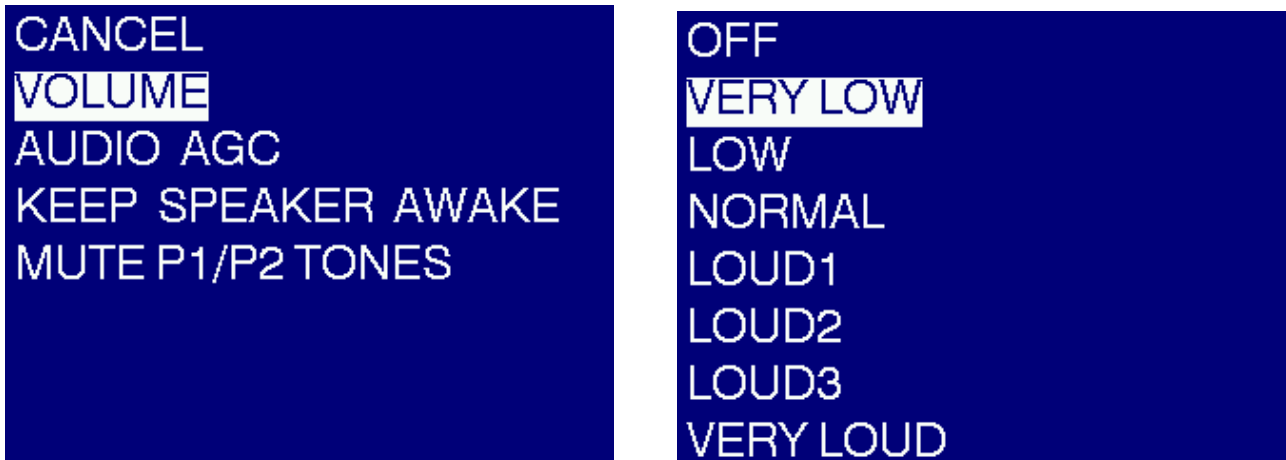 CANCEL
VOLUME
AUDIO AGC
KEEP SPEAKER AWAKE
MUTE P1/P2 TONES
OFF
VERY LOW
LOW
NORMAL
LOUD1
LOUD2
LOUD3
VERY LOUD